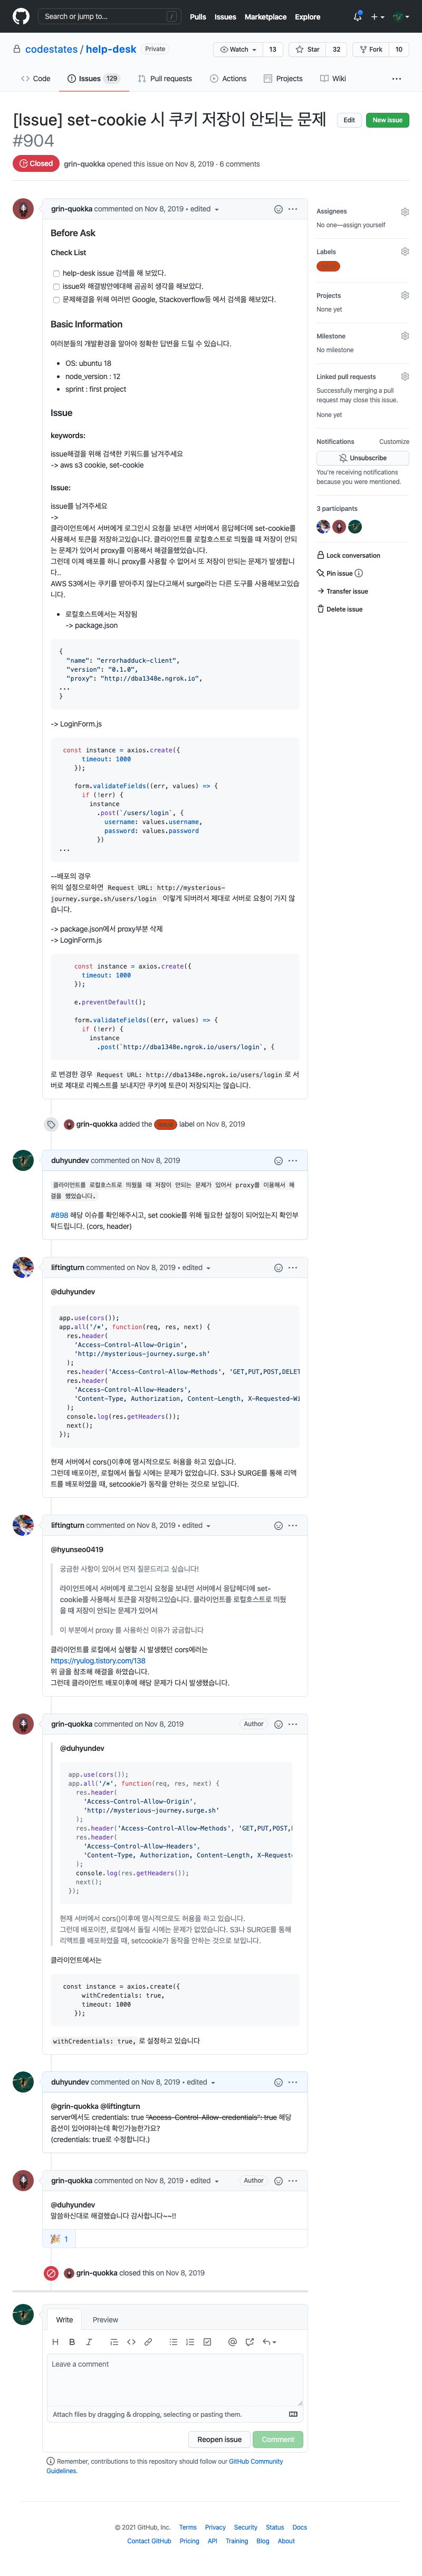 Search or jump to...
/
Pulls Issues Marketplace Explore
codestates / help-desk Private
Watch 13 Star 32 Fork 10
Code Issues 129 Pull requests Actions Projects Wiki
[Issue] set-cookie 시 쿠키 저장이 안되는 문제
#904
Edit New issue
Closed grin-quokka opened this issue on Nov 8, 2019 · 6 comments
grin-quokka commented on Nov 8, 2019 • edited
Before Ask
Check List
help-desk issue 검색을 해 보았다.
issue와 해결방안에대해 곰곰히 생각을 해보았다.
문제해결을 위해 여러번 Google, Stackoverflow등 에서 검색을 해보았다.
Basic Information
여러분들의 개발환경을 알아야 정확한 답변을 드릴 수 있습니다.
• OS: ubuntu 18
• node_version : 12
• sprint : first project
Issue
keywords:
issue해결을 위해 검색한 키워드를 남겨주세요
-> aws s3 cookie, set-cookie
Issue:
issue를 남겨주세요
->
클라이언트에서 서버에게 로그인시 요청을 보내면 서버에서 응답헤더에 set-cookie를
사용해서 토큰을 저장하고있습니다. 클라이언트를 로컬호스트로 띄웠을 때 저장이 안되
는 문제가 있어서 proxy를 이용해서 해결을했었습니다.
그런데 이제 배포를 하니 proxy를 사용할 수 없어서 또 저장이 안되는 문제가 발생합니
다..
AWS S3에서는 쿠키를 받아주지 않는다고해서 surge라는 다른 도구를 사용해보고있습
니다.
• 로컬호스트에서는 저장됨
-> package.json
{
"name": "errorhadduck-client",
"version": "0.1.0",
"proxy": "http://dba1348e.ngrok.io",
...
}
-> LoginForm.js
const instance = axios.create({
timeout: 1000
});
form.validateFields((err, values) => {
if (!err) {
instance
.post(`/users/login`, {
username: values.username,
password: values.password
})
...
--배포의 경우
위의 설정으로하면 Request URL: http://mysterious-
journey.surge.sh/users/login 이렇게 되버려서 제대로 서버로 요청이 가지 않
습니다.
-> package.json에서 proxy부분 삭제
-> LoginForm.js
const instance = axios.create({
timeout: 1000
});
e.preventDefault();
form.validateFields((err, values) => {
if (!err) {
instance
.post(`http://dba1348e.ngrok.io/users/login`, {
로 변경한 경우 Request URL: http://dba1348e.ngrok.io/users/login로 서
버로 제대로 리퀘스트를 보내지만 쿠키에 토큰이 저장되지는 않습니다.
grin-quokka added the label on Nov 8, 2019
duhyundev commented on Nov 8, 2019
클라이언트를 로컬호스트로 띄웠을 때 저장이 안되는 문제가 있어서 proxy를 이용해서 해
결을 했었습니다.
#898 해당 이슈를 확인해주시고, set cookie를 위해 필요한 설정이 되어있는지 확인부
탁드립니다. (cors, header)
liftingturn commented on Nov 8, 2019 • edited
@duhyundev
app.use(cors());
app.all('/*', function(req, res, next) {
res.header(
'Access-Control-Allow-Origin',
'http://mysterious-journey.surge.sh'
);
res.header('Access-Control-Allow-Methods', 'GET,PUT,POST,DELET
res.header(
'Access-Control-Allow-Headers',
'Content-Type, Authorization, Content-Length, X-Requested-Wi
);
console.log(res.getHeaders());
next();
});
현재 서버에서 cors()이후에 명시적으로도 허용을 하고 있습니다.
그런데 배포이전, 로컬에서 돌릴 시에는 문제가 없었습니다. S3나 SURGE를 통해 리액
트를 배포하였을 때, setcookie가 동작을 안하는 것으로 보입니다.
liftingturn commented on Nov 8, 2019 • edited
@hyunseo0419
궁금한 사항이 있어서 먼저 질문드리고 싶습니다!
라이언트에서 서버에게 로그인시 요청을 보내면 서버에서 응답헤더에 set-
cookie를 사용해서 토큰을 저장하고있습니다. 클라이언트를 로컬호스트로 띄웠
을 때 저장이 안되는 문제가 있어서
이 부분에서 proxy 를 사용하신 이유가 궁금합니다
클라이언트를 로컬에서 실행할 시 발생했던 cors에러는
https://ryulog.tistory.com/138
위 글을 참조해 해결을 하였습니다.
그런데 클라이언트 배포이후에 해당 문제가 다시 발생했습니다.
grin-quokka commented on Nov 8, 2019 Author
@duhyundev
app.use(cors());
app.all('/*', function(req, res, next) {
res.header(
'Access-Control-Allow-Origin',
'http://mysterious-journey.surge.sh'
);
res.header('Access-Control-Allow-Methods', 'GET,PUT,POST,D
res.header(
'Access-Control-Allow-Headers',
'Content-Type, Authorization, Content-Length, X-Requeste
);
console.log(res.getHeaders());
next();
});
현재 서버에서 cors()이후에 명시적으로도 허용을 하고 있습니다.
그런데 배포이전, 로컬에서 돌릴 시에는 문제가 없었습니다. S3나 SURGE를 통해
리액트를 배포하였을 때, setcookie가 동작을 안하는 것으로 보입니다.
클라이언트에서는
const instance = axios.create({
withCredentials: true,
timeout: 1000
});
withCredentials: true, 로 설정하고 있습니다
duhyundev commented on Nov 8, 2019 • edited
@grin-quokka @liftingturn
server에서도 credentials: true "Access-Control-Allow-credentials": true 해당
옵션이 있어야하는데 확인가능한가요?
(credentials: true로 수정합니다.)
grin-quokka commented on Nov 8, 2019 • edited Author
@duhyundev
말씀하신대로 해결했습니다 감사합니다~~!!
1
grin-quokka closed this on Nov 8, 2019
Write Preview
Leave a comment
Attach files by dragging & dropping, selecting or pasting them.
Reopen issue Comment
Remember, contributions to this repository should follow our GitHub Community
Guidelines.
Assignees
No one—assign yourself
Labels
Projects
None yet
Milestone
No milestone
Linked pull requests
Successfully merging a pull
request may close this issue.
None yet
Notifications Customize
Unsubscribe
You're receiving notifications
because you were mentioned.
3 participants
Lock conversation
Pin issue
Transfer issue
Delete issue
© 2021 GitHub, Inc. Terms Privacy Security Status Docs
Contact GitHub Pricing API Training Blog About